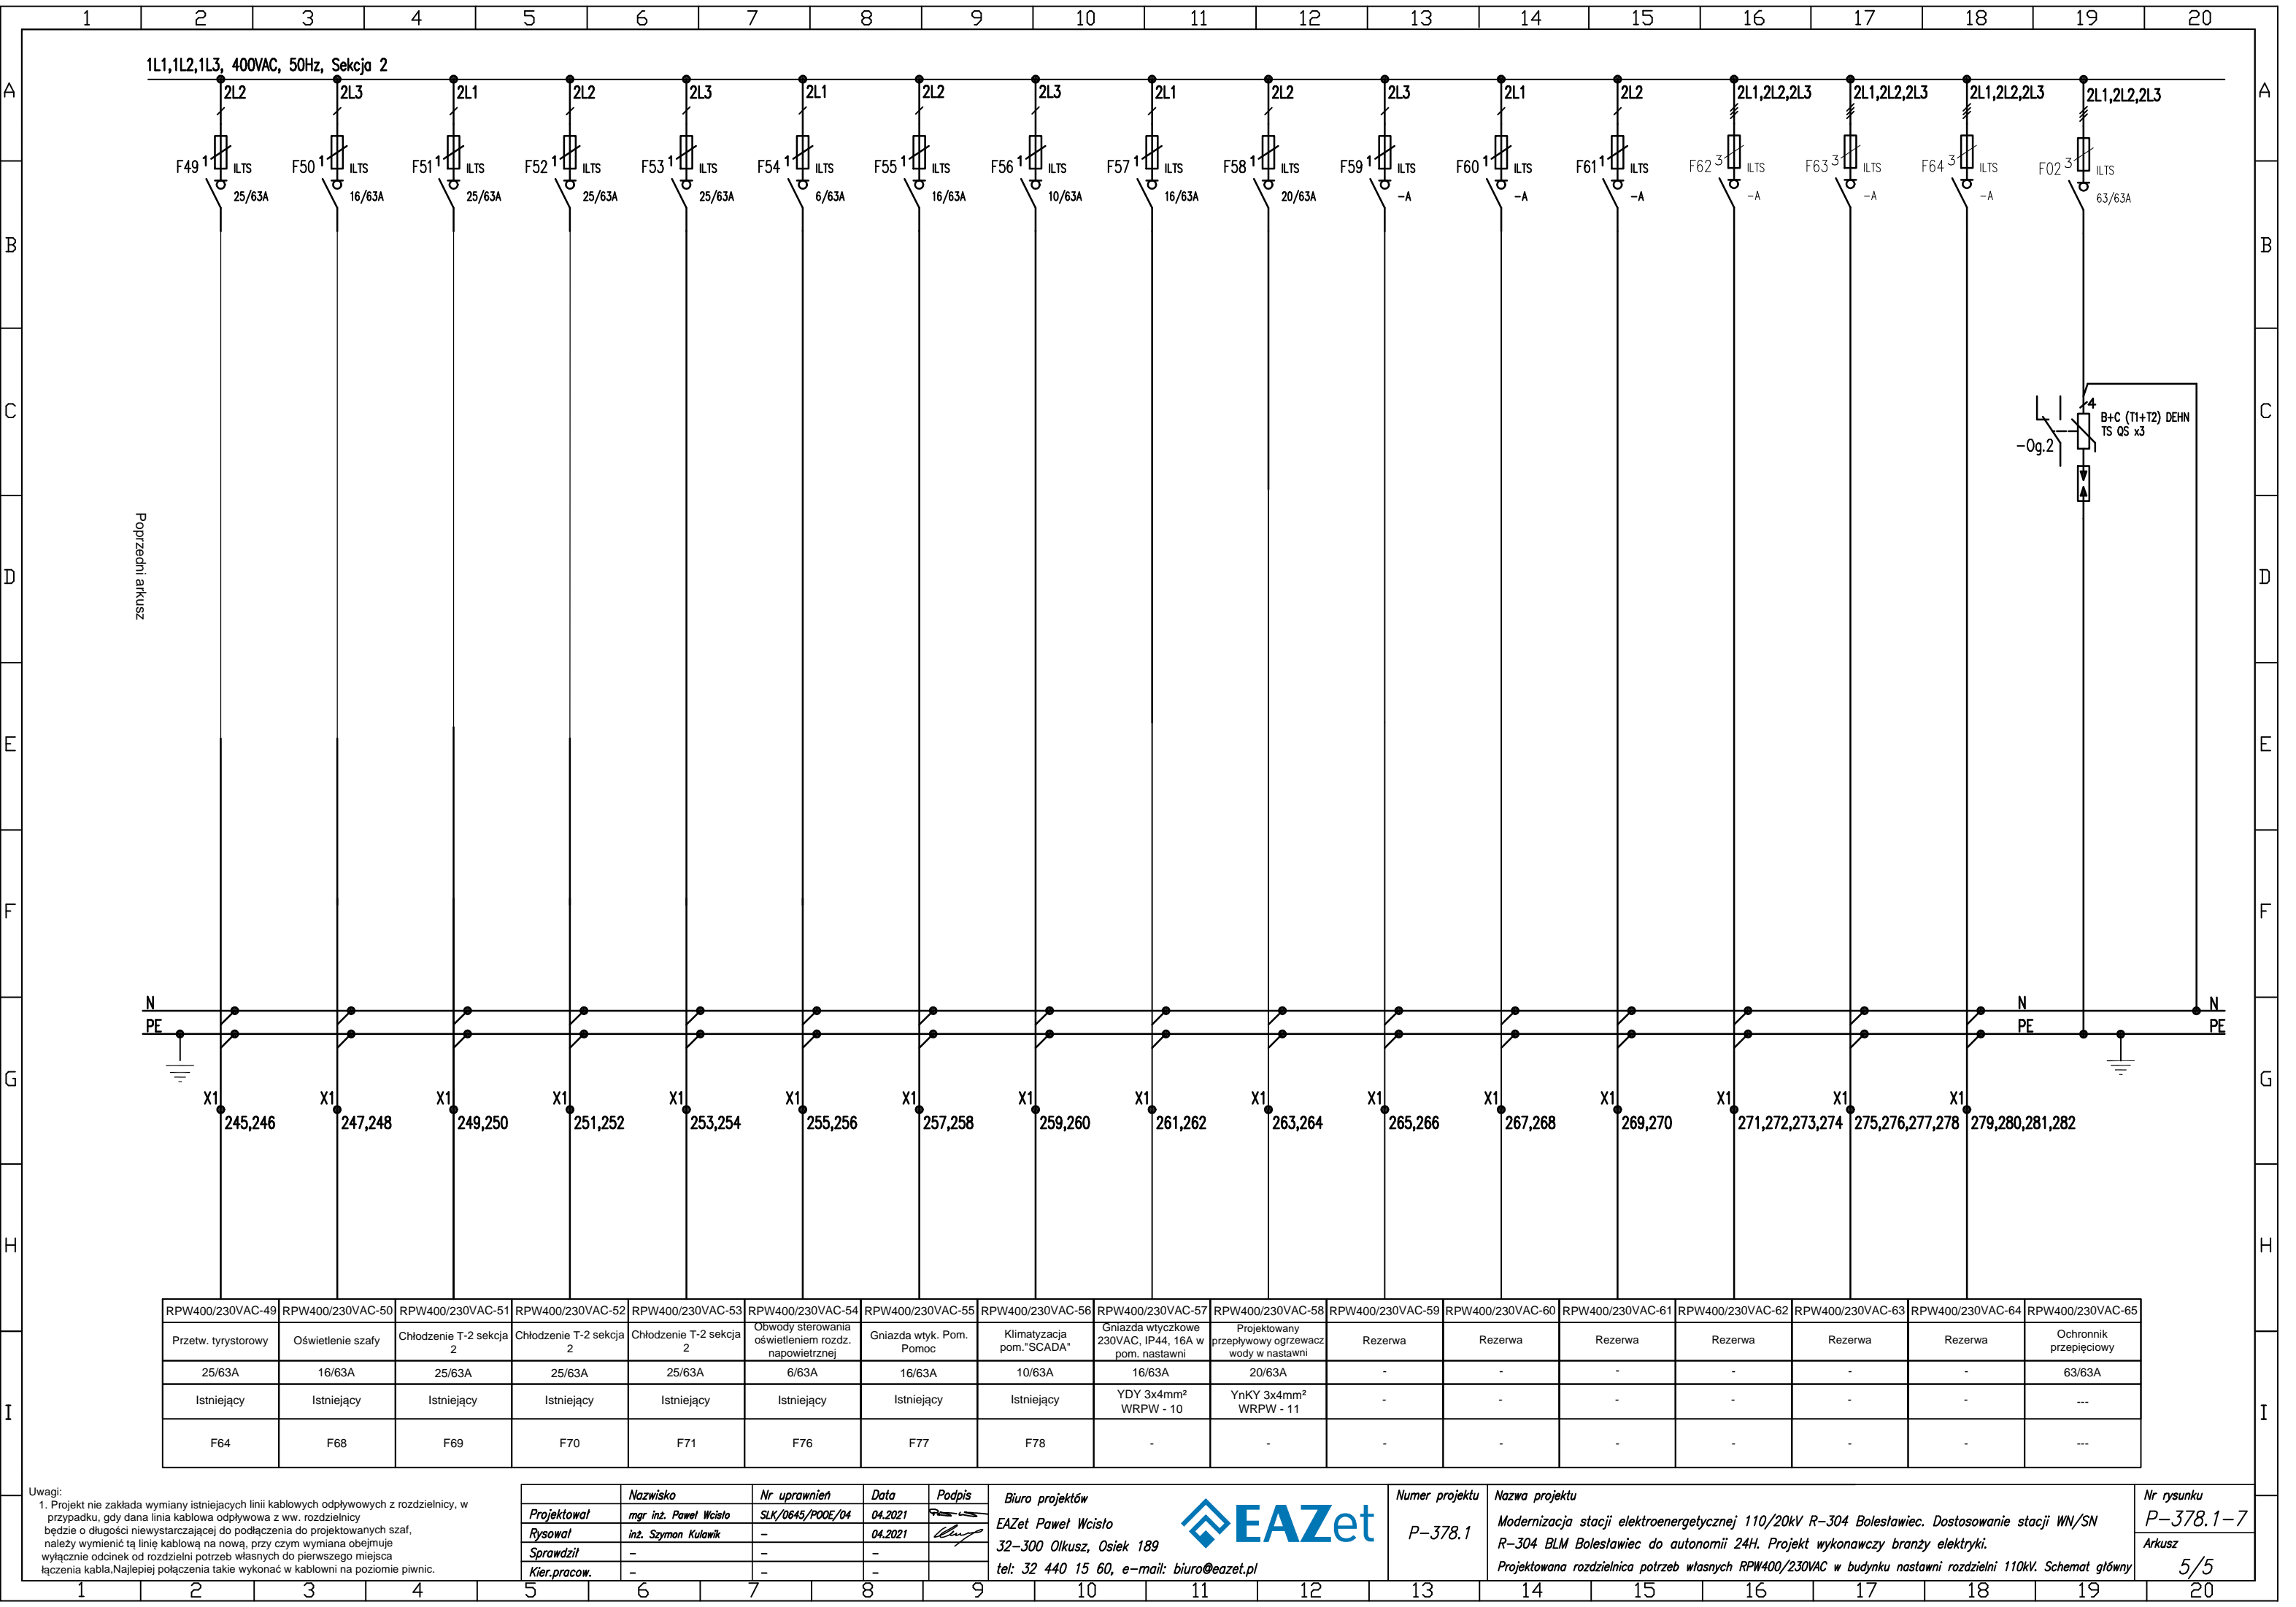 1 2 3 4 5 6 7 8 9 10 11 12 13 14 15 16 17 18 19 20
1L1,1L2,1L3, 400VAC, 50Hz, Sekcja 2
A A
2L2 2L3 2L1 2L2 2L3 2L1 2L2 2L3 2L1 2L2 2L3 2L1 2L2 2L1,2L2,2L3 2L1,2L2,2L3 2L1,2L2,2L3 2L1,2L2,2L3
F49 1 ILTS F50 1 ILTS F51 1 ILTS F52 1 ILTS F53 1 ILTS F54 1 ILTS F55 1 ILTS F56 1 ILTS F57 1 ILTS F58 1 ILTS F59 1 ILTS F60 1 ILTS F61 1 ILTS F62 3 ILTS F63 3 ILTS F64 3 ILTS F02 3 ILTS
25/63A 16/63A 25/63A 25/63A 25/63A 6/63A 16/63A 10/63A 16/63A 20/63A -A -A -A -A -A -A 63/63A
B B
C C
4
B+C (T1+T2) DEHN
TS QS x3
-Og.2
Poprzedni arkusz
D D
E E
F F
N N N
PE PE PE
G G
X1 X1 X1 X1 X1 X1 X1 X1 X1 X1 X1 X1 X1 X1 X1 X1
245,246 247,248 249,250 251,252 253,254 255,256 257,258 259,260 261,262 263,264 265,266 267,268 269,270 271,272,273,274 275,276,277,278 279,280,281,282
H H
RPW400/230VAC-49 RPW400/230VAC-50 RPW400/230VAC-51 RPW400/230VAC-52 RPW400/230VAC-53 RPW400/230VAC-54 RPW400/230VAC-55 RPW400/230VAC-56 RPW400/230VAC-57 RPW400/230VAC-58 RPW400/230VAC-59 RPW400/230VAC-60 RPW400/230VAC-61 RPW400/230VAC-62 RPW400/230VAC-63 RPW400/230VAC-64 RPW400/230VAC-65
Przetw. tyrystorowy
Oświetlenie szafy
Chłodzenie T-2 sekcja
2
Chłodzenie T-2 sekcja
2
Chłodzenie T-2 sekcja
2
Obwody sterowania
oświetleniem rozdz.
napowietrznej
Gniazda wtyk. Pom.
Pomoc
Klimatyzacja
pom."SCADA"
Gniazda wtyczkowe
230VAC, IP44, 16A w
pom. nastawni
Projektowany
przepływowy ogrzewacz
wody w nastawni
Rezerwa Rezerwa Rezerwa Rezerwa Rezerwa Rezerwa
Ochronnik
przepięciowy
25/63A 16/63A 25/63A 25/63A 25/63A 6/63A 16/63A 10/63A 16/63A 20/63A - - - - - - 63/63A
Istniejący Istniejący Istniejący Istniejący Istniejący Istniejący Istniejący Istniejący
YDY 3x4mm²
WRPW - 10
YnKY 3x4mm²
WRPW - 11
- - - - - - ---
I I
F64 F68 F69 F70 F71 F76 F77 F78 - - - - - - - - ---
Uwagi:
1. Projekt nie zakłada wymiany istniejacych linii kablowych odpływowych z rozdzielnicy, w
przypadku, gdy dana linia kablowa odpływowa z ww. rozdzielnicy
będzie o długości niewystarczającej do podłączenia do projektowanych szaf,
należy wymienić tą linię kablową na nową, przy czym wymiana obejmuje
wyłącznie odcinek od rozdzielni potrzeb własnych do pierwszego miejsca
łączenia kabla,Najlepiej połączenia takie wykonać w kablowni na poziomie piwnic.
Nazwisko Nr uprawnień Data Podpis
Projektował mgr inż. Paweł Wcisło SLK/0645/POOE/04 04.2021
Rysował inż. Szymon Kulawik - 04.2021
Sprawdził - - -
Kier.pracow. - - -
Biuro projektów
EAZet Paweł Wcisło
32-300 Olkusz, Osiek 189
tel: 32 440 15 60, e-mail: biuro@eazet.pl
EAZet
Numer projektu
P-378.1
Nazwa projektu
Modernizacja stacji elektroenergetycznej 110/20kV R-304 Bolesławiec. Dostosowanie stacji WN/SN
R-304 BLM Bolesławiec do autonomii 24H. Projekt wykonawczy branży elektryki.
Projektowana rozdzielnica potrzeb własnych RPW400/230VAC w budynku nastawni rozdzielni 110kV. Schemat główny
Nr rysunku
P-378.1-7
Arkusz
5/5
1 2 3 4 5 6 7 8 9 10 11 12 13 14 15 16 17 18 19 20